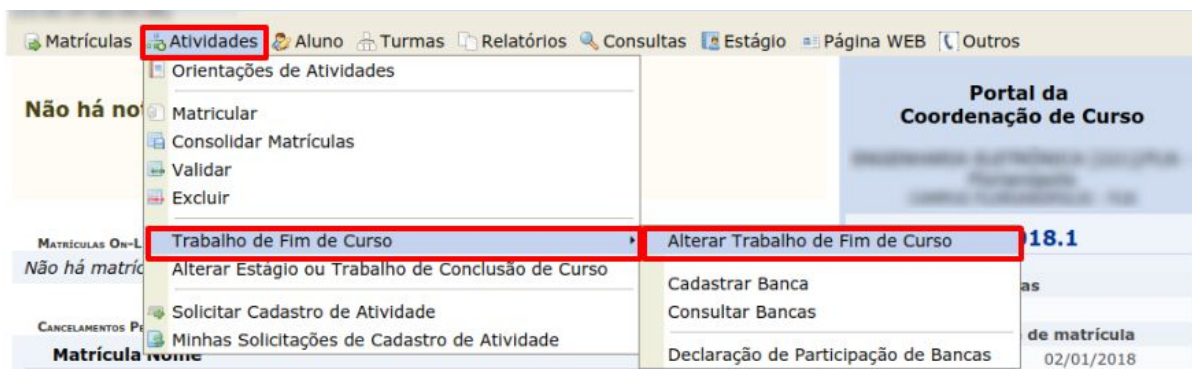 Matrículas Atividades Aluno Turmas Relatórios Consultas Estágio Página WEB Outros
Orientações de Atividades
Portal da
Coordenação de Curso
Não há no
Matricular
Consolidar Matrículas
Validar
Excluir
Matrículas On-L
Trabalho de Fim de Curso
Alterar Trabalho de Fim de Curso
18.1
Não há matríc
Alterar Estágio ou Trabalho de Conclusão de Curso
Cadastrar Banca
as
Solicitar Cadastro de Atividade
Consultar Bancas
Cancelamentos Pe
Minhas Solicitações de Cadastro de Atividade
de matrícula
Matrícula Nome
Declaração de Participação de Bancas
02/01/2018